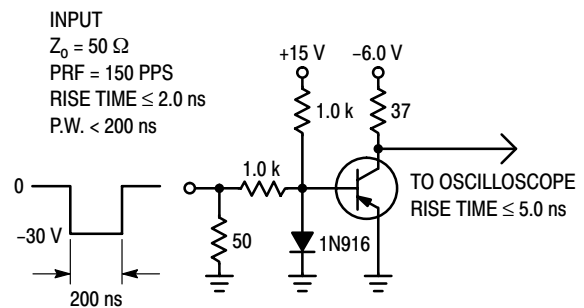 INPUT
Z₀ = 50 Ω
PRF = 150 PPS
RISE TIME ≤ 2.0 ns
P.W. < 200 ns
+15 V
−6.0 V
1.0 k
37
1.0 k
0
−30 V
50
1N916
TO OSCILLOSCOPE
RISE TIME ≤ 5.0 ns
200 ns